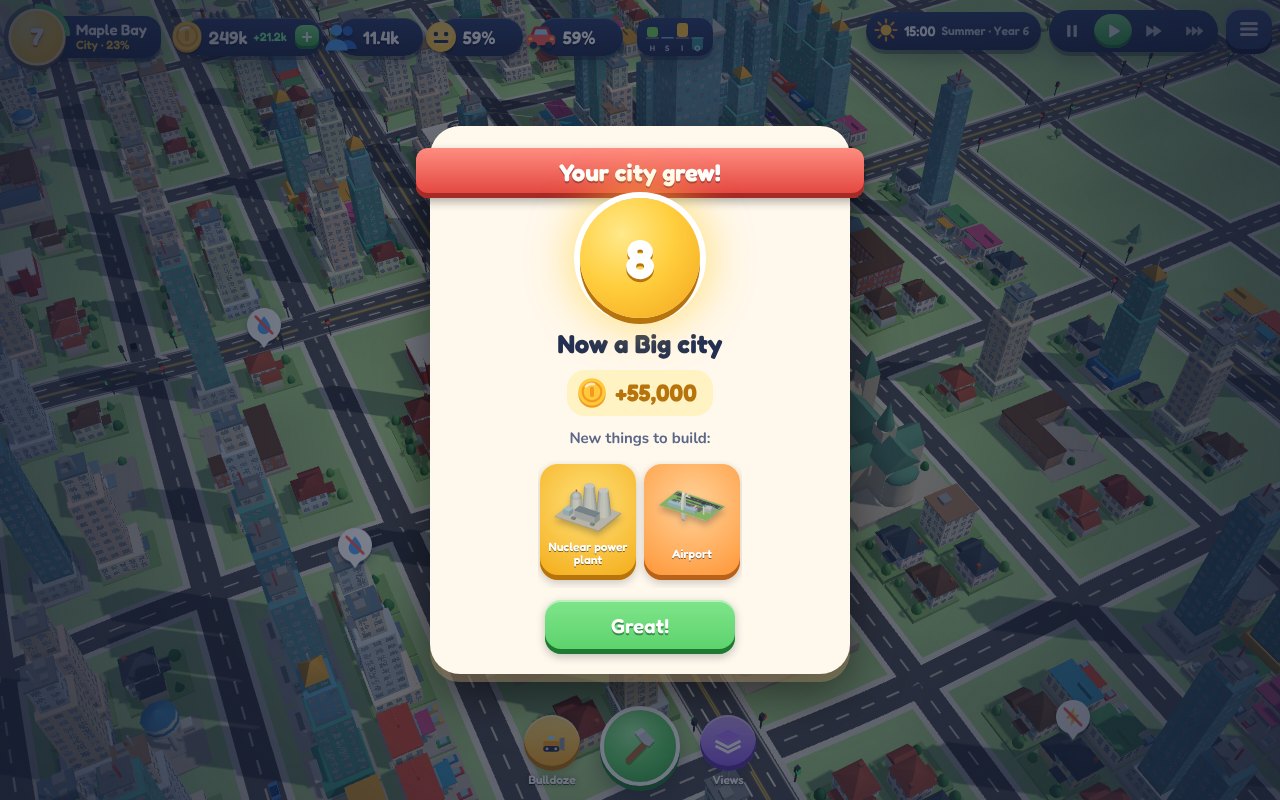 7
Maple Bay
City · 23%
249k +21.2k +
11.4k
59%
59%
H S I O
15:00 Summer · Year 6
Your city grew!
8
Now a Big city
+55,000
New things to build:
Nuclear power
plant
Airport
Great!
Bulldoze
Views